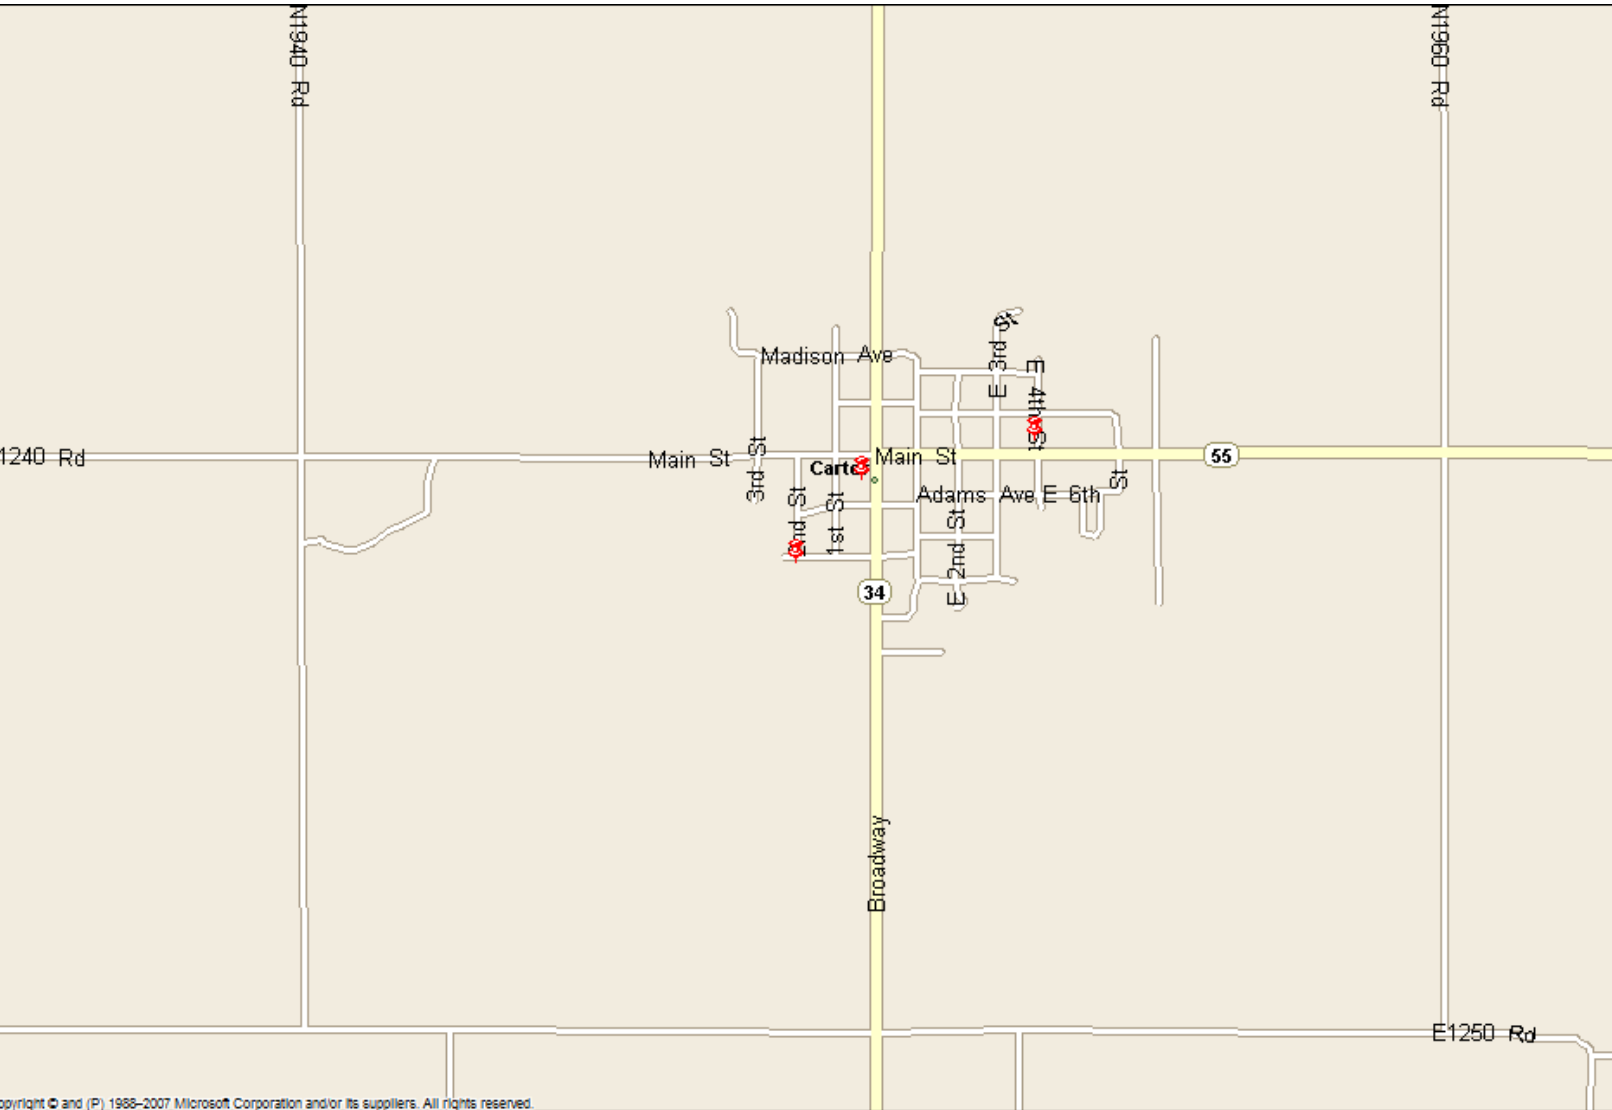 N1940 Rd
N1960 Rd
E 3rd St
Madison Ave
E 4th St
1240 Rd
Main St
3rd St
Main St
55
Carte
2nd St
1st St
Adams Ave
E 6th St
E 2nd St
34
Broadway
E1250 Rd
opyright © and (P) 1988–2007 Microsoft Corporation and/or its suppliers. All rights reserved.